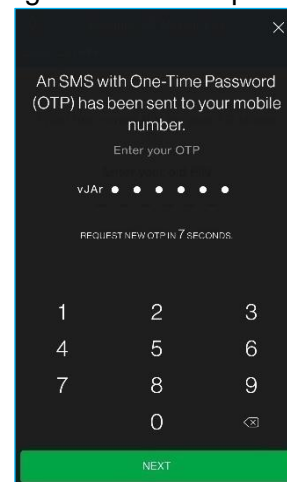 An SMS with One-Time Password
(OTP) has been sent to your mobile
number.
Enter your OTP
vJAr
REQUEST NEW OTP IN 7 SECONDS.
1 2 3
4 5 6
7 8 9
0
NEXT